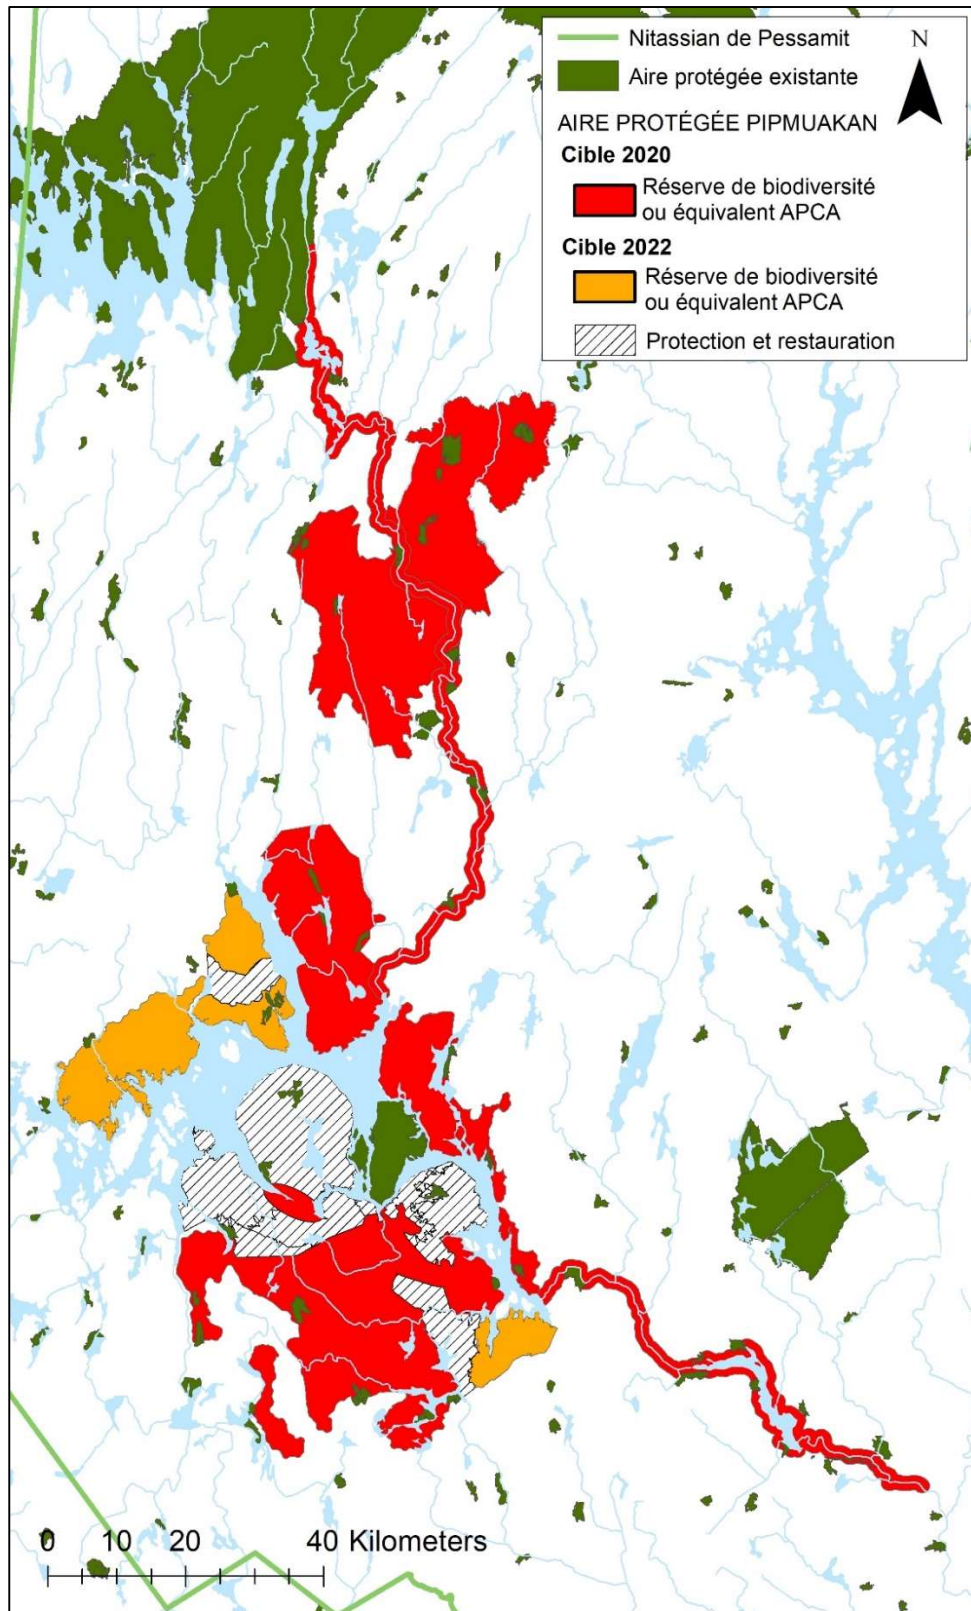 Nitassian de Pessamit
N
Aire protégée existante
AIRE PROTÉGÉE PIPMUAKAN
Cible 2020
Réserve de biodiversité
ou équivalent APCA
Cible 2022
Réserve de biodiversité
ou équivalent APCA
Protection et restauration
0 10 20 40 Kilometers